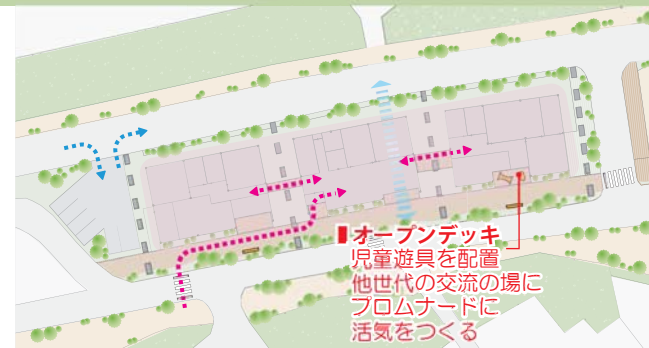 オープンデッキ
児童遊具を配置
他世代の交流の場に
プロムナードに
活気をつくる